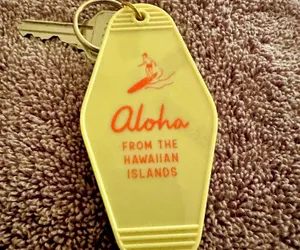 Aloha
FROM THE
HAWAIIAN
ISLANDS